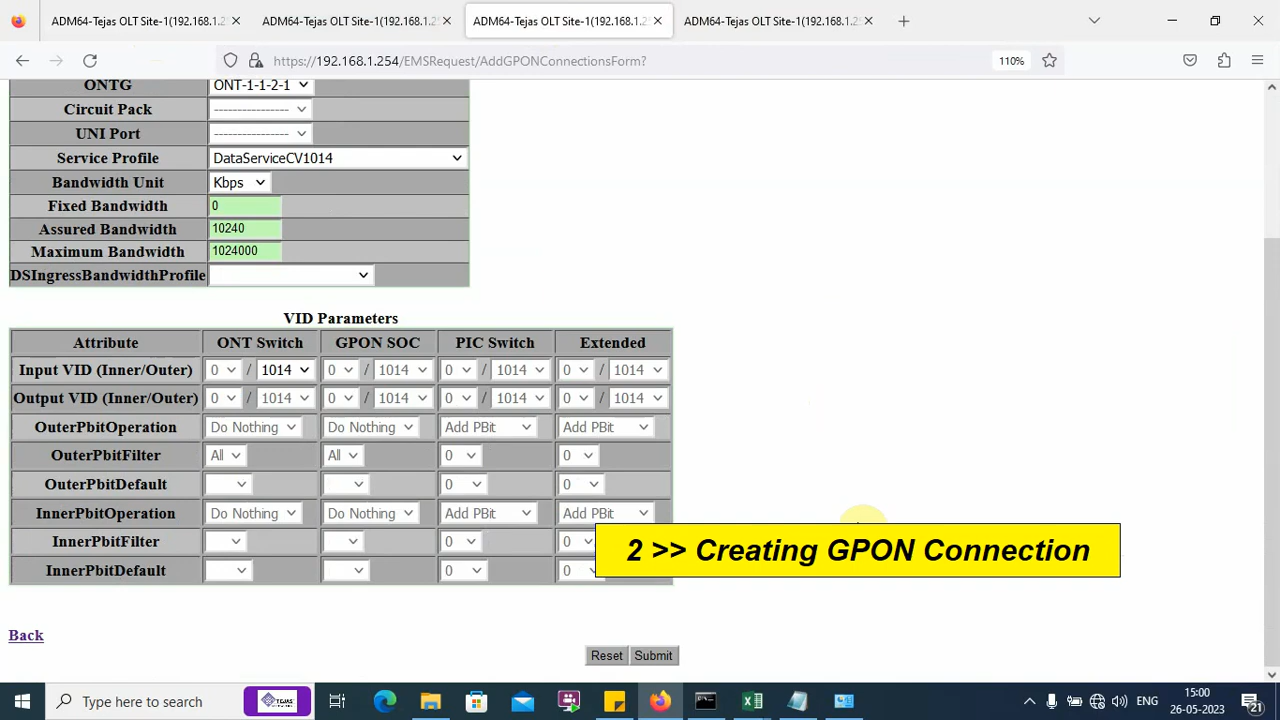 ADM64-Tejas OLT Site-1(192.168.1.2 ADM64-Tejas OLT Site-1(192.168.1.2 ADM64-Tejas OLT Site-1(192.168.1.2 ADM64-Tejas OLT Site-1(192.168.1.2
https://192.168.1.254/EMSRequest/AddGPONConnectionsForm? 110%
ONTG ONT-1-1-2-1
Circuit Pack ----------------
UNI Port ----------------
Service Profile DataServiceCV1014
Bandwidth Unit Kbps
Fixed Bandwidth 0
Assured Bandwidth 10240
Maximum Bandwidth 1024000
DSIngressBandwidthProfile
VID Parameters
Attribute ONT Switch GPON SOC PIC Switch Extended
Input VID (Inner/Outer) 0 / 1014 0 / 1014 0 / 1014 0 / 1014
Output VID (Inner/Outer) 0 / 1014 0 / 1014 0 / 1014 0 / 1014
OuterPbitOperation Do Nothing Do Nothing Add PBit Add PBit
OuterPbitFilter All All 0 0
OuterPbitDefault 0 0
InnerPbitOperation Do Nothing Do Nothing Add PBit Add PBit
InnerPbitFilter 0 0
InnerPbitDefault 0 0
2 >> Creating GPON Connection
Back
Reset Submit
Type here to search
ENG
15:00
26-05-2023
21